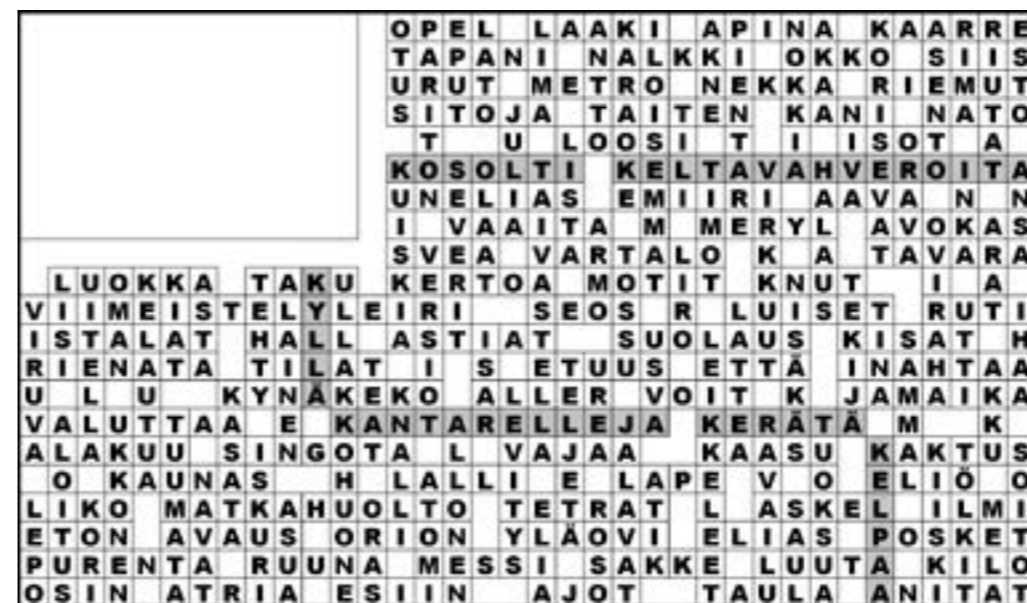 OPEL LAAKI APINA KAARRE
TAPANI NALKKI OKKO SIIS
URUT METRO NEKKA RIEMUT
SITOJA TAITEN KANI NATO
T U LOOSI T I ISOT A
KOSOLTI KELTAVAHVEROITA
UNELIAS EMIIRI AAVA N N
I VAAITA M MERYL AVOKAS
SVEA VARTALO K A TAVARA
LUOKKA TAKU KERTOA MOTIT KNUT I A
VIIMEISTELYLEIRI SEOS R LUISET RUTI
ISTALAT HALL ASTIAT SUOLAUS KISAT H
RIENATA TILAT I S ETUUS ETTÄ INAHTAA
U L U KYNÄKEKO ALLER VOIT K JAMAIKA
VALUTTAA E KANTARELLEJA KERÄTÄ M K
ALAKUU SINGOTA L VAJAA KAASU KAKTUS
O KAUNAS H LALLI E LAPE V O ELIÖ O
LIKO MATKAHUOLTO TETRAT L ASKEL ILMI
ETON AVAUS ORION YLÄOVI ELIAS POSKET
PURENTA RUUNA MESSI SAKKE LUUTA KILO
OSIN ATRIA ESIIN AJOT TAULA ANITAT